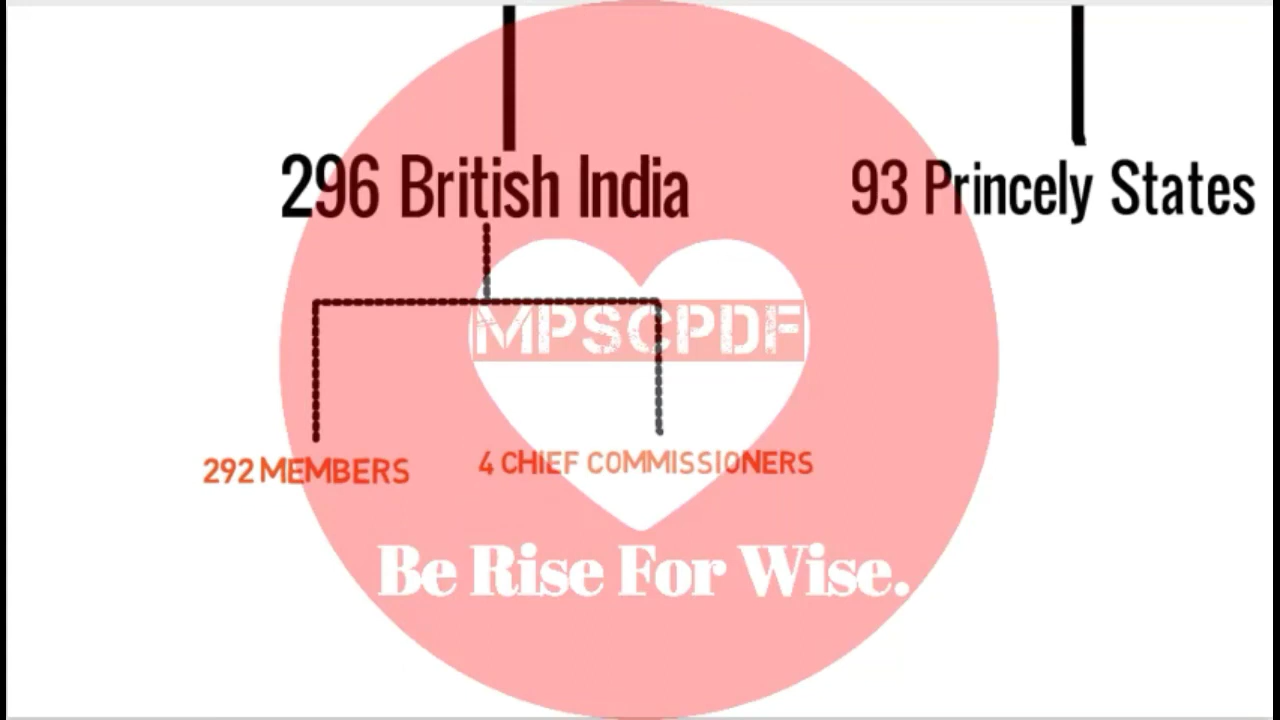 296 British India
93 Princely States
MPSCPDF
292 MEMBERS
4 CHIEF COMMISSIONERS
Be Rise For Wise.